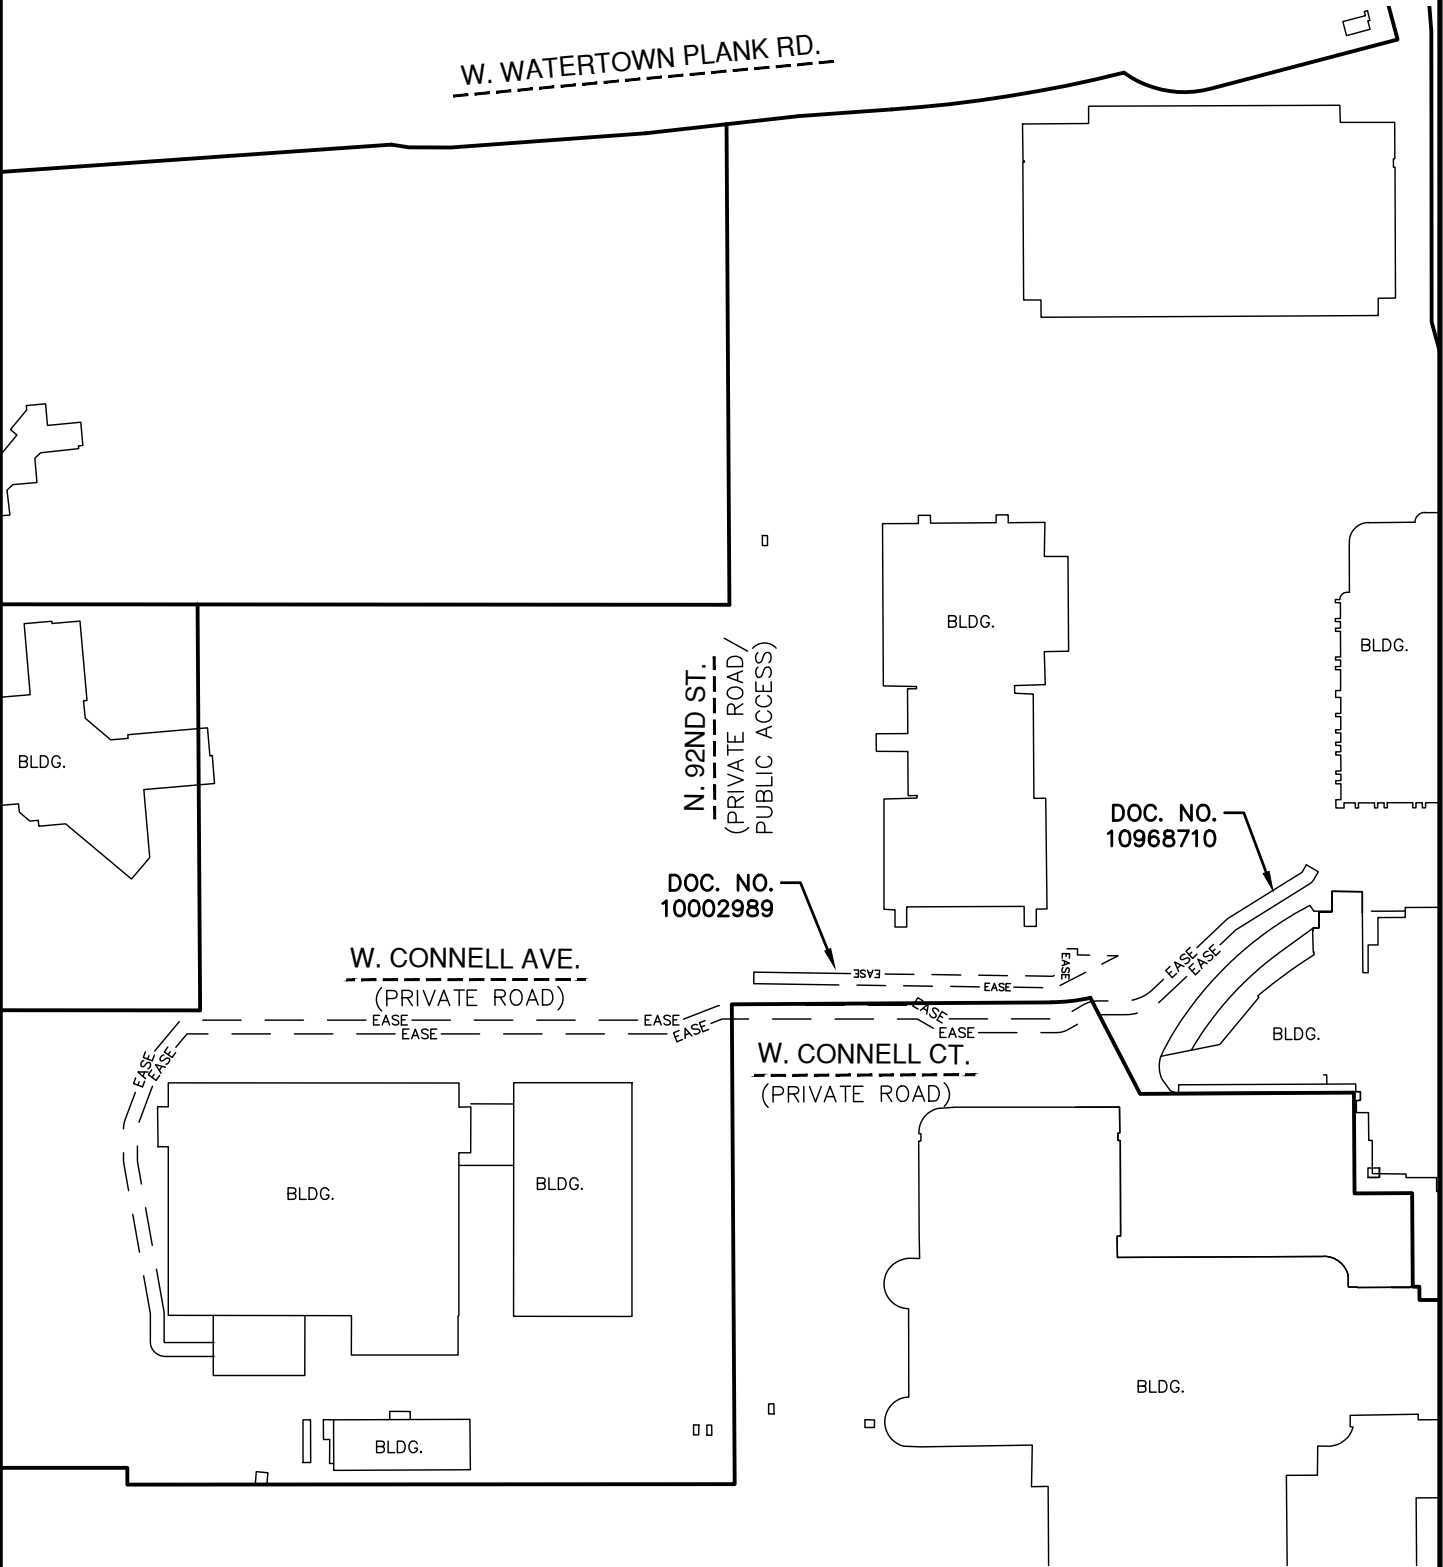 W. WATERTOWN PLANK RD.
BLDG.
BLDG.
N. 92ND ST.
(PRIVATE ROAD/
PUBLIC ACCESS)
BLDG.
DOC. NO.
10968710
DOC. NO.
10002989
W. CONNELL AVE.
(PRIVATE ROAD)
EASE
EASE
EASE
EASE
EASE
EASE
EASE
EASE
EASE
EASE
EASE
EASE
EASE
BLDG.
W. CONNELL CT.
(PRIVATE ROAD)
BLDG.
BLDG.
BLDG.
BLDG.